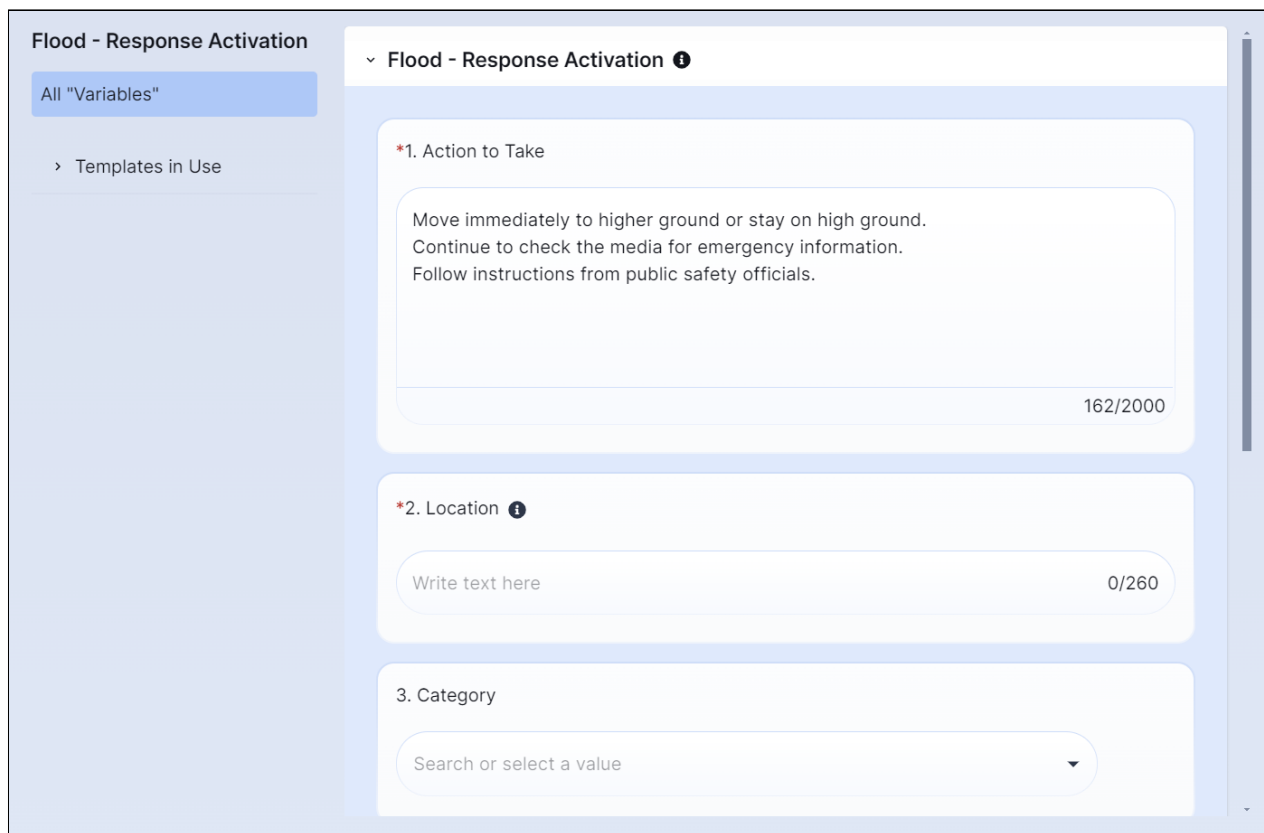 Flood - Response Activation
All "Variables"
Templates in Use
Flood - Response Activation
*1. Action to Take
Move immediately to higher ground or stay on high ground.
Continue to check the media for emergency information.
Follow instructions from public safety officials.
162/2000
*2. Location
Write text here
0/260
3. Category
Search or select a value